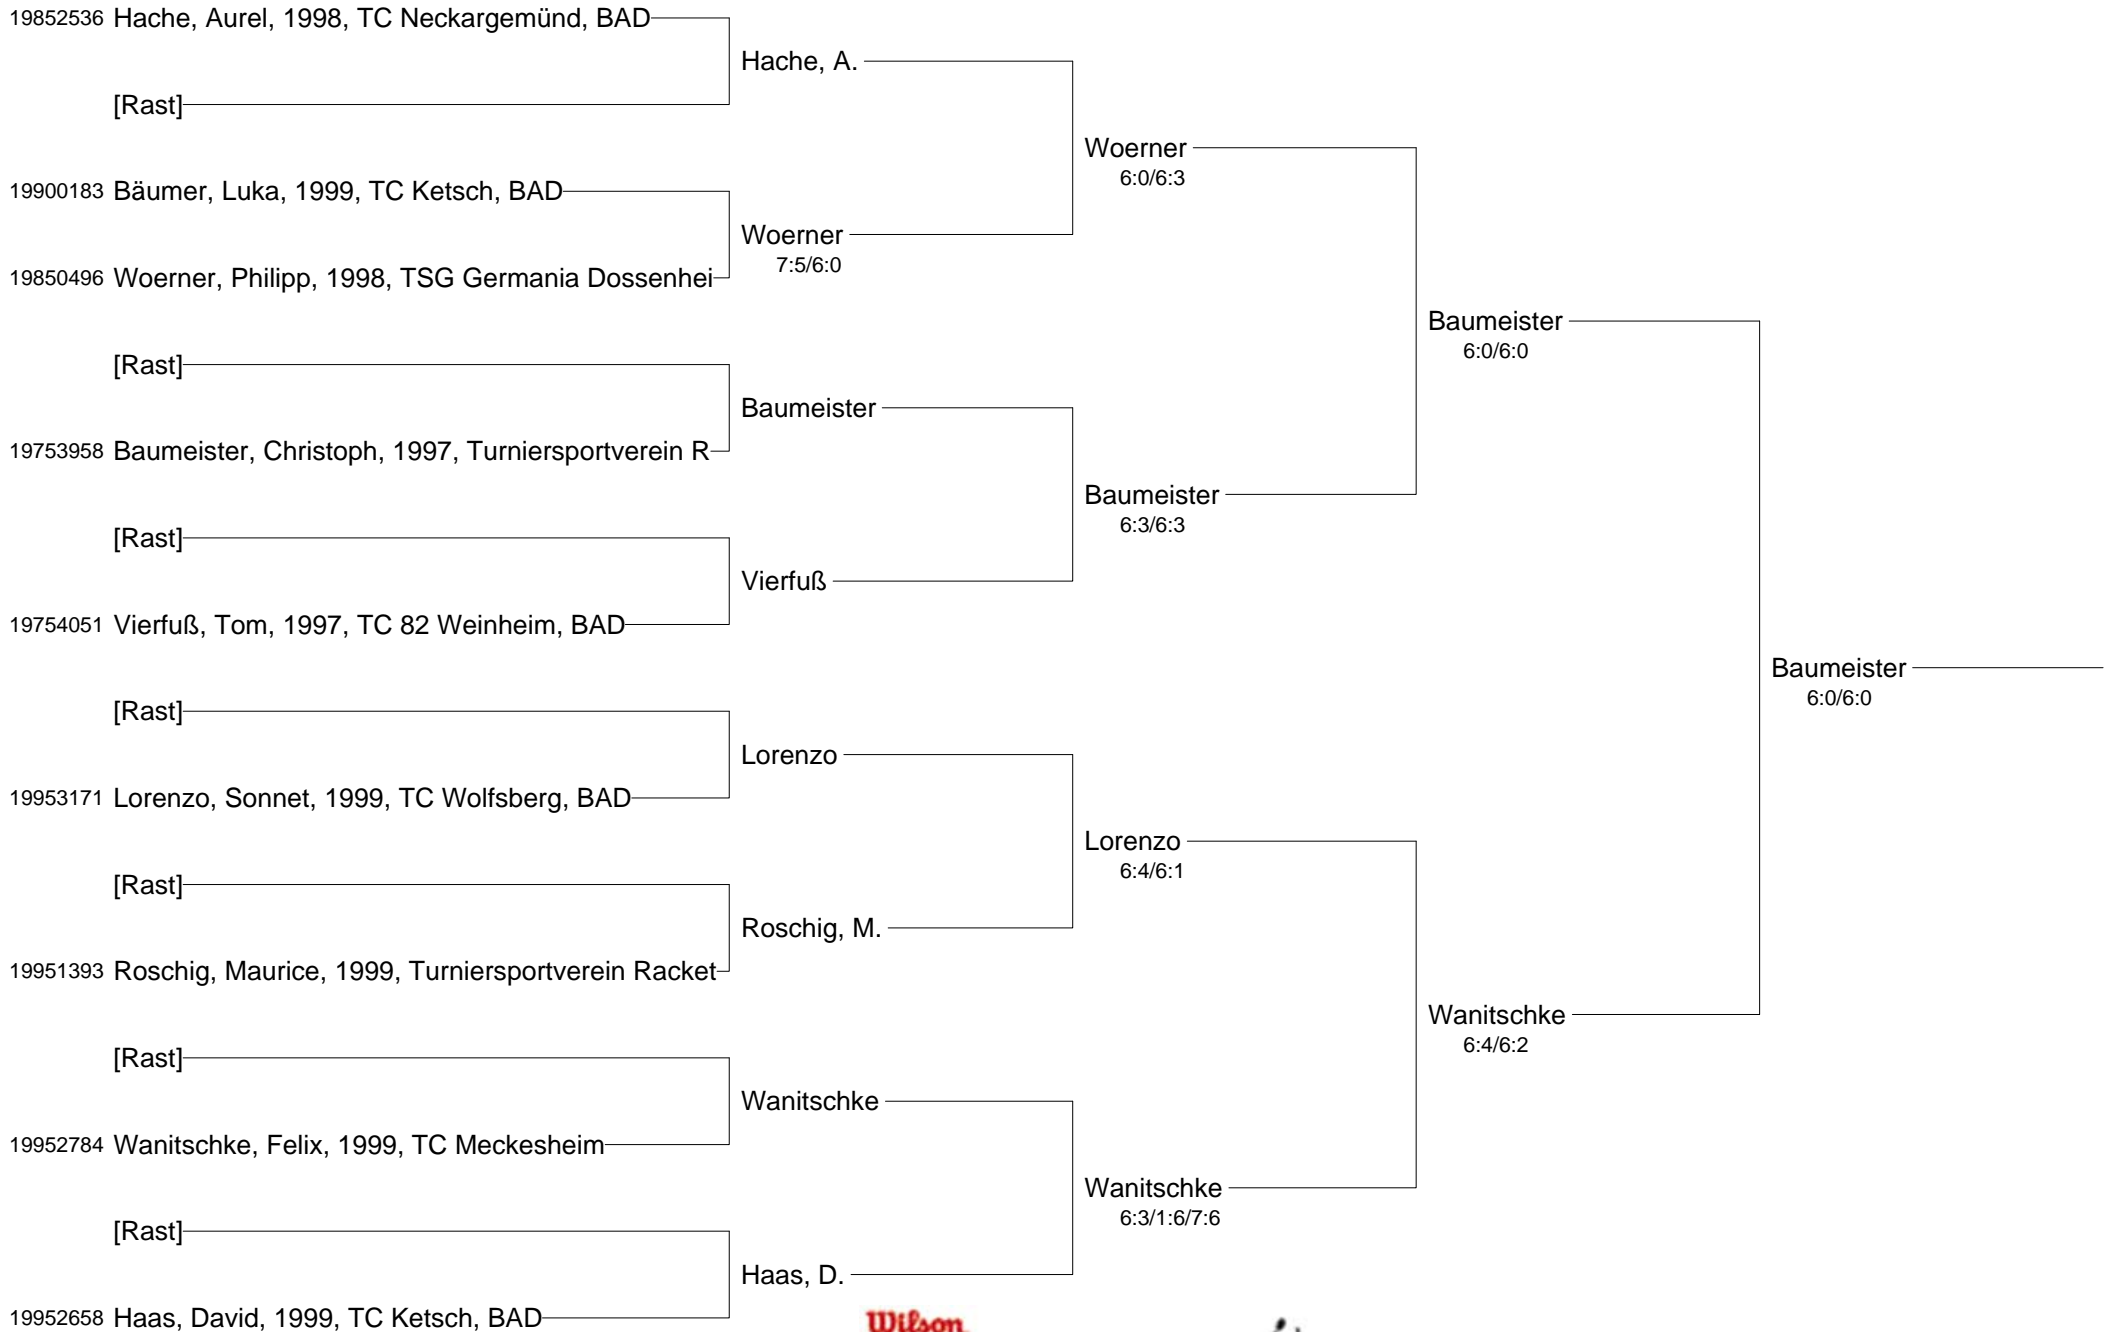 19852536 Hache, Aurel, 1998, TC Neckargemünd, BAD
[Rast]
19900183 Bäumer, Luka, 1999, TC Ketsch, BAD
19850496 Woerner, Philipp, 1998, TSG Germania Dossenhei
[Rast]
19753958 Baumeister, Christoph, 1997, Turniersportverein R
[Rast]
19754051 Vierfuß, Tom, 1997, TC 82 Weinheim, BAD
[Rast]
19953171 Lorenzo, Sonnet, 1999, TC Wolfsberg, BAD
[Rast]
19951393 Roschig, Maurice, 1999, Turniersportverein Racket
[Rast]
19952784 Wanitschke, Felix, 1999, TC Meckesheim
[Rast]
19952658 Haas, David, 1999, TC Ketsch, BAD
Hache, A.
Woerner
7:5/6:0
Baumeister
Vierfuß
Lorenzo
Roschig, M.
Wanitschke
Haas, D.
Woerner
6:0/6:3
Baumeister
6:3/6:3
Lorenzo
6:4/6:1
Wanitschke
6:3/1:6/7:6
Baumeister
6:0/6:0
Wanitschke
6:4/6:2
Baumeister
6:0/6:0
Wilson